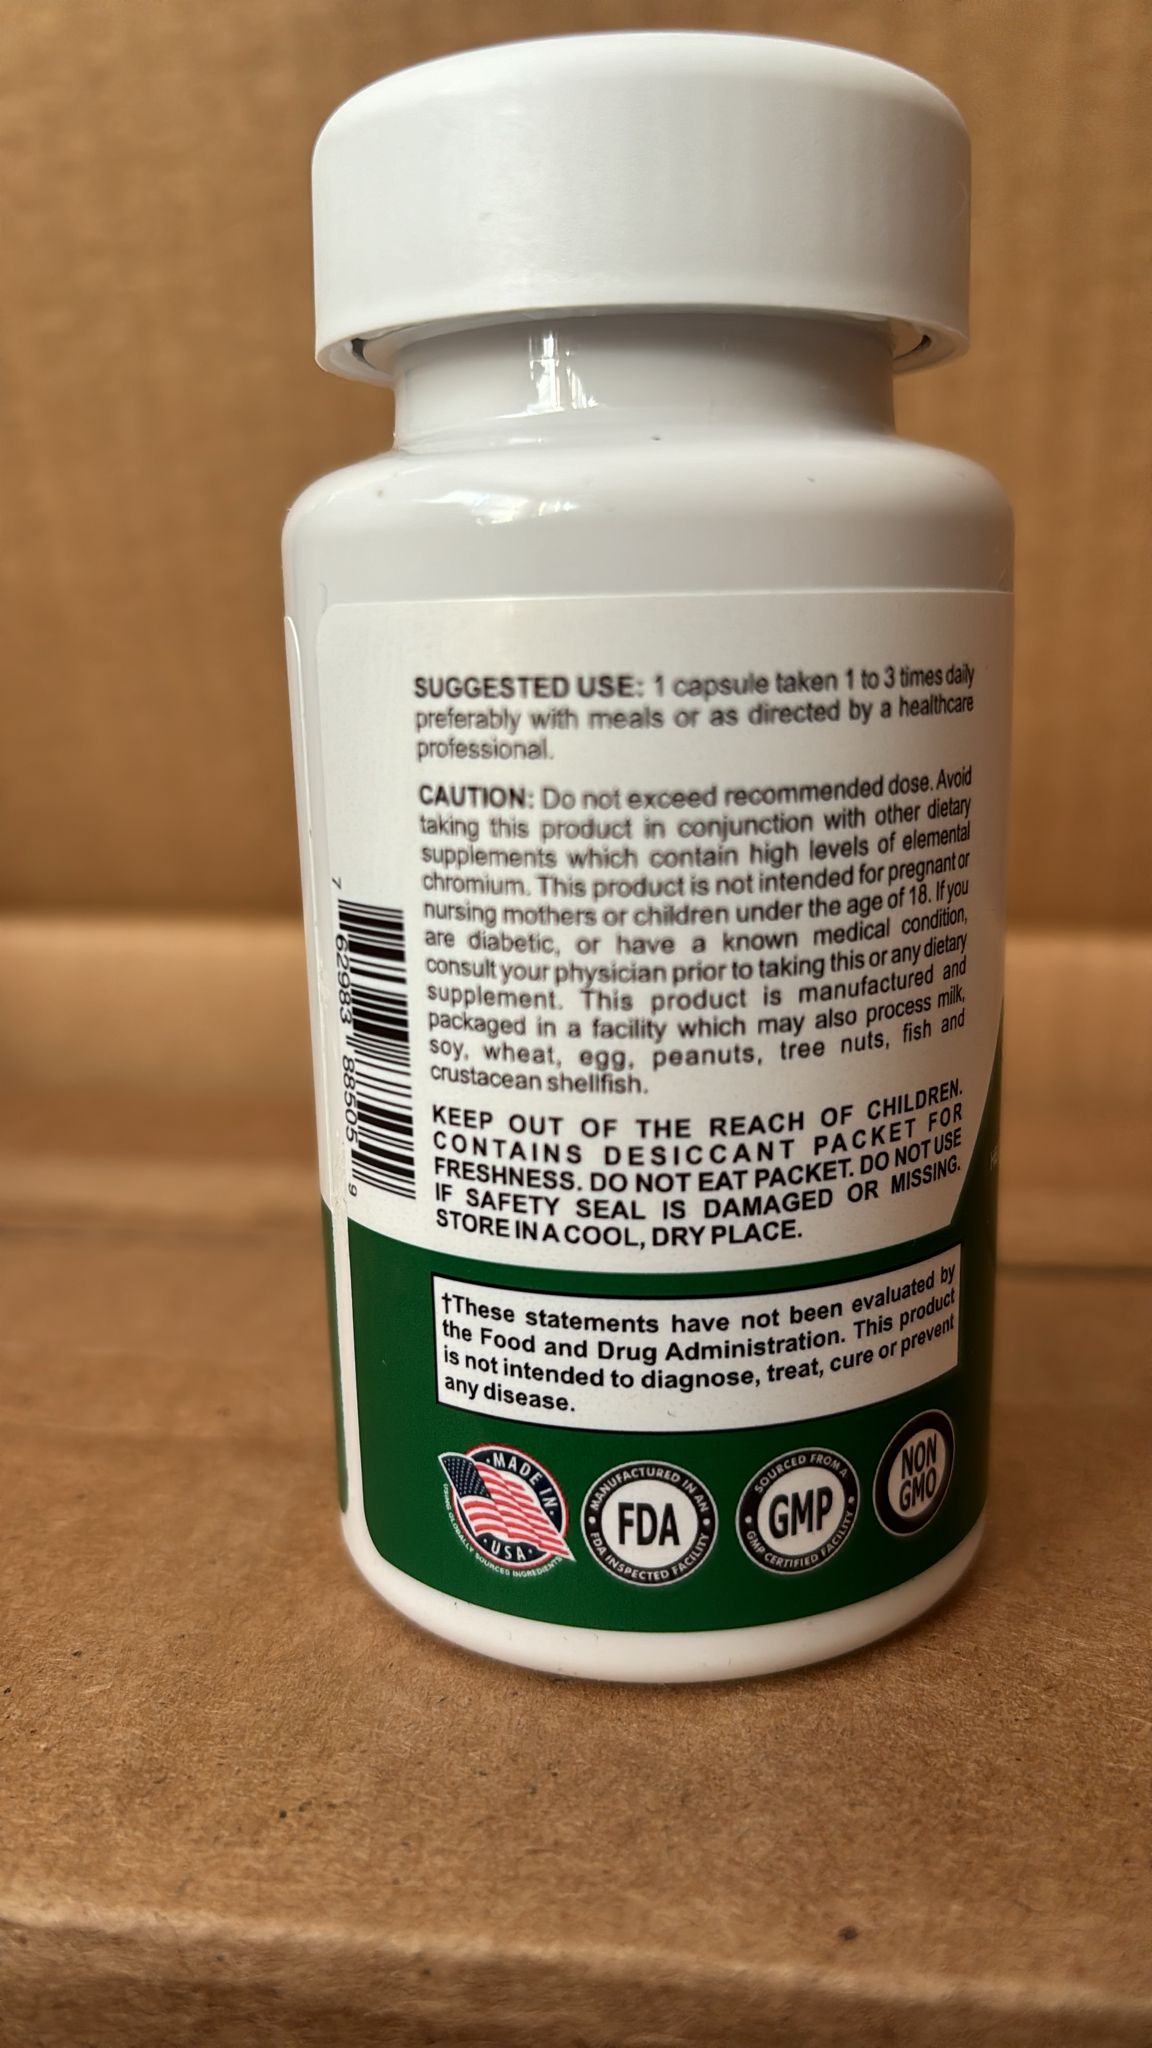 SUGGESTED USE: 1 capsule taken 1 to 3 times daily
preferably with meals or as directed by a healthcare
professional.
CAUTION: Do not exceed recommended dose. Avoid
taking this product in conjunction with other dietary
supplements which contain high levels of elemental
chromium. This product is not intended for pregnant or
nursing mothers or children under the age of 18. If you
are diabetic, or have a known medical condition,
consult your physician prior to taking this or any dietary
supplement. This product is manufactured and
packaged in a facility which may also process milk,
soy, wheat, egg, peanuts, tree nuts, fish and
crustacean shellfish.
KEEP OUT OF THE REACH OF CHILDREN.
CONTAINS DESICCANT PACKET FOR
FRESHNESS. DO NOT EAT PACKET. DO NOT USE
IF SAFETY SEAL IS DAMAGED OR MISSING.
STORE IN A COOL, DRY PLACE.
7 62983 88505 9
†These statements have not been evaluated by
the Food and Drug Administration. This product
is not intended to diagnose, treat, cure or prevent
any disease.
·MADE IN·
·USA·
USING GLOBALLY SOURCED INGREDIENTS
MANUFACTURED IN AN
FDA
FDA INSPECTED FACILITY
SOURCED FROM A
GMP
GMP CERTIFIED FACILITY
NON
GMO